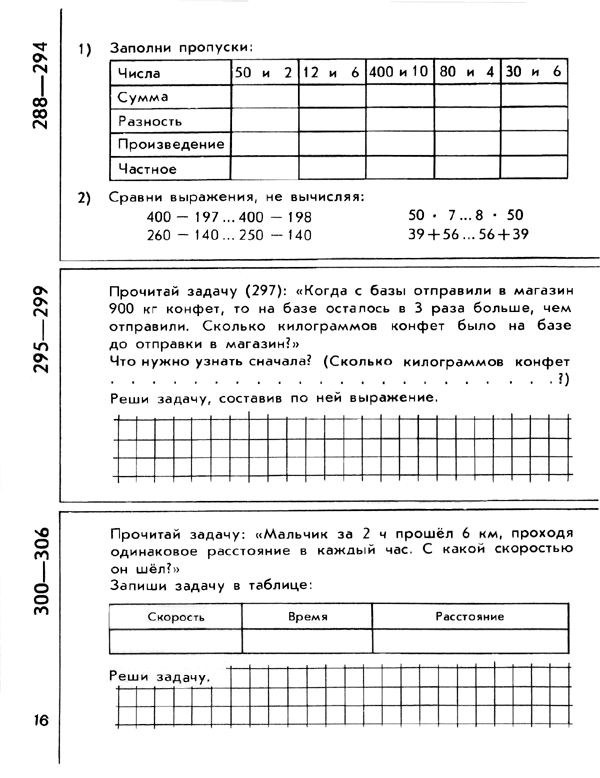 288—294
1) Заполни пропуски:
Числа 50 и 2 12 и 6 400 и 10 80 и 4 30 и 6
Сумма
Разность
Произведение
Частное
2) Сравни выражения, не вычисляя:
400 — 197 ... 400 — 198 50 · 7 ... 8 · 50
260 — 140 ... 250 — 140 39 + 56 ... 56 + 39
295—299
Прочитай задачу (297): «Когда с базы отправили в магазин
900 кг конфет, то на базе осталось в 3 раза больше, чем
отправили. Сколько килограммов конфет было на базе
до отправки в магазин?»
Что нужно узнать сначала? (Сколько килограммов конфет
. . . . . . . . . . . . . . . . . . . . . . . ?)
Реши задачу, составив по ней выражение.
300—306
Прочитай задачу: «Мальчик за 2 ч прошёл 6 км, проходя
одинаковое расстояние в каждый час. С какой скоростью
он шёл?»
Запиши задачу в таблице:
Скорость Время Расстояние
Реши задачу.
16